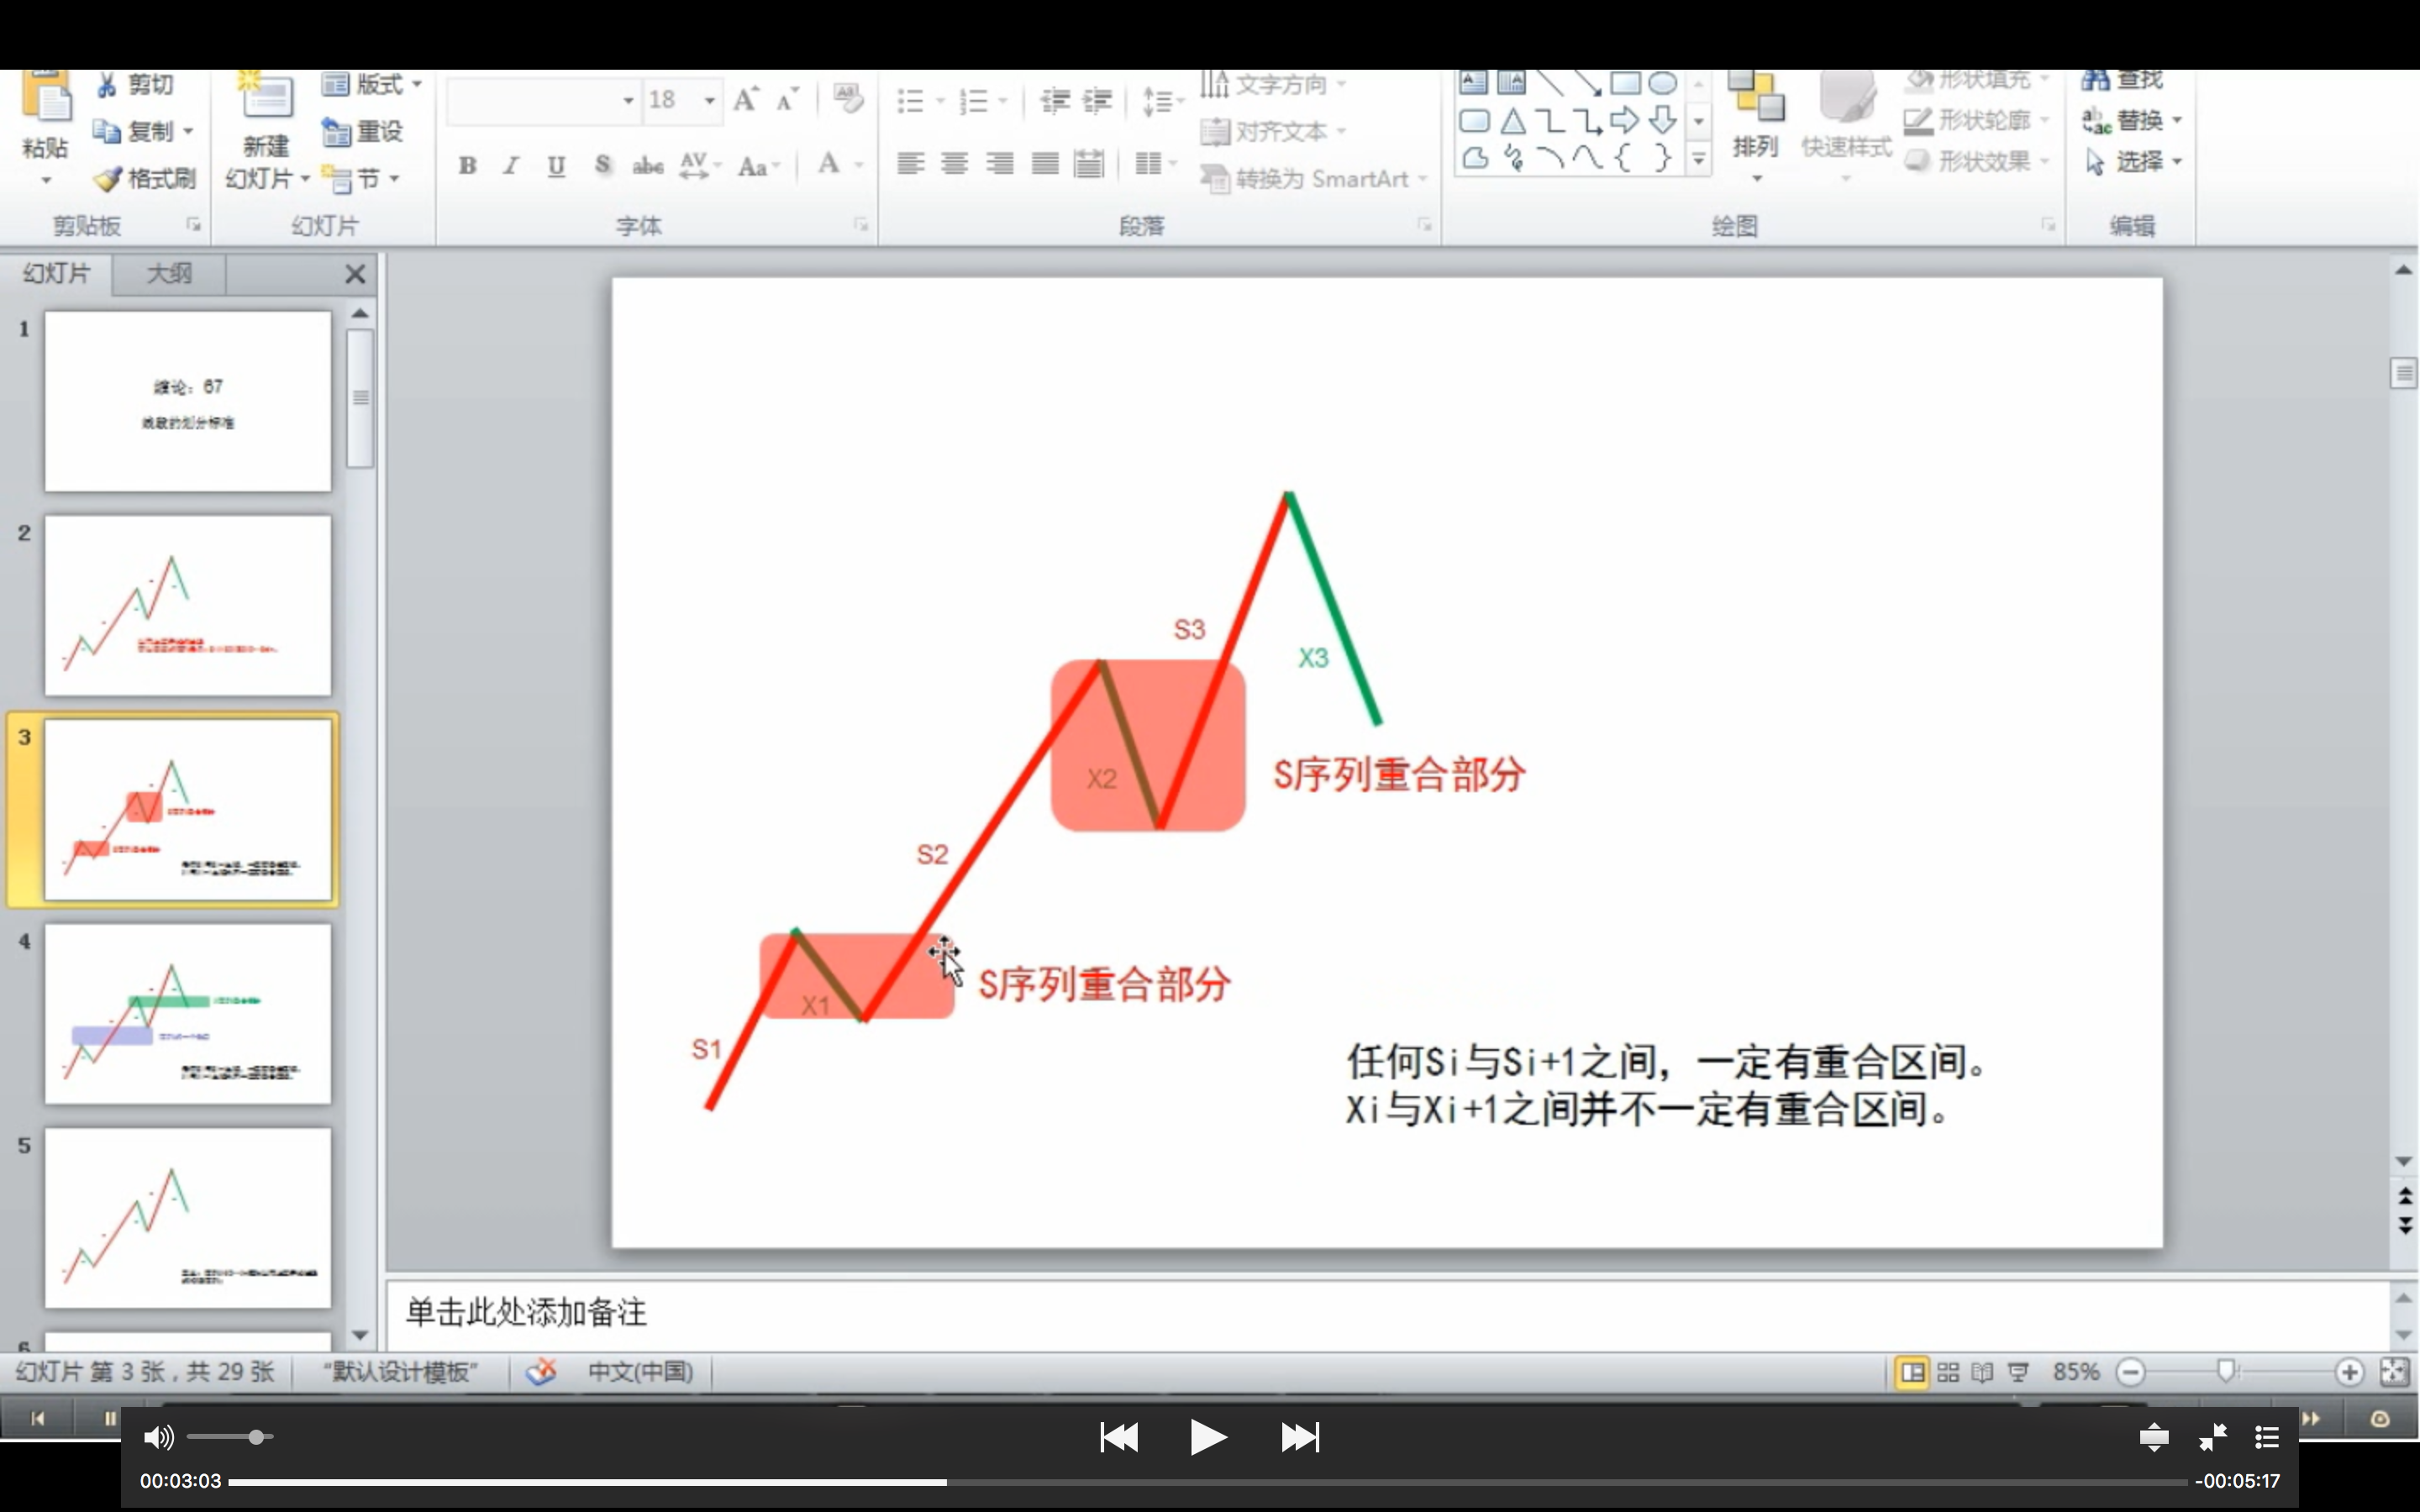 剪切
复制
格式刷
粘贴
剪贴板
新建
幻灯片
版式
重设
节
幻灯片
18
B I U S abc AV Aa A
字体
文字方向
对齐文本
转换为 SmartArt
段落
排列
快速样式
形状填充
形状轮廓
形状效果
绘图
查找
替换
选择
编辑
幻灯片
大纲
1
缠论：67
线段的划分标准
2
3
4
5
6
S3
X3
X2
S序列重合部分
S2
X1
S序列重合部分
S1
任何Si与Si+1之间，一定有重合区间。
Xi与Xi+1之间并不一定有重合区间。
单击此处添加备注
幻灯片 第 3 张，共 29 张
“默认设计模板”
中文(中国)
85%
00:03:03
-00:05:17